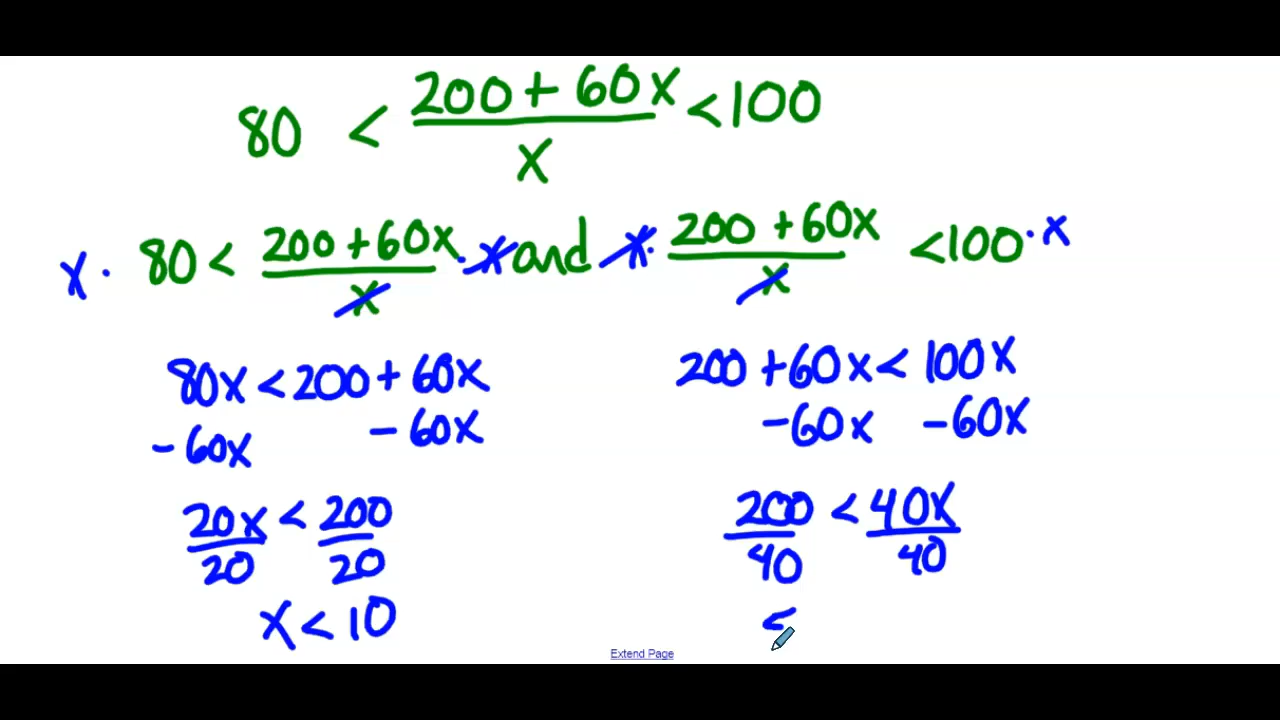 80 < (200 + 60x)/x < 100
x · 80 < (200 + 60x)/x · x and x · (200 + 60x)/x < 100 · x
80x < 200 + 60x 200 + 60x < 100x
- 60x - 60x - 60x - 60x
20x/20 < 200/20 200/40 < 40x/40
x < 10 5
Extend Page